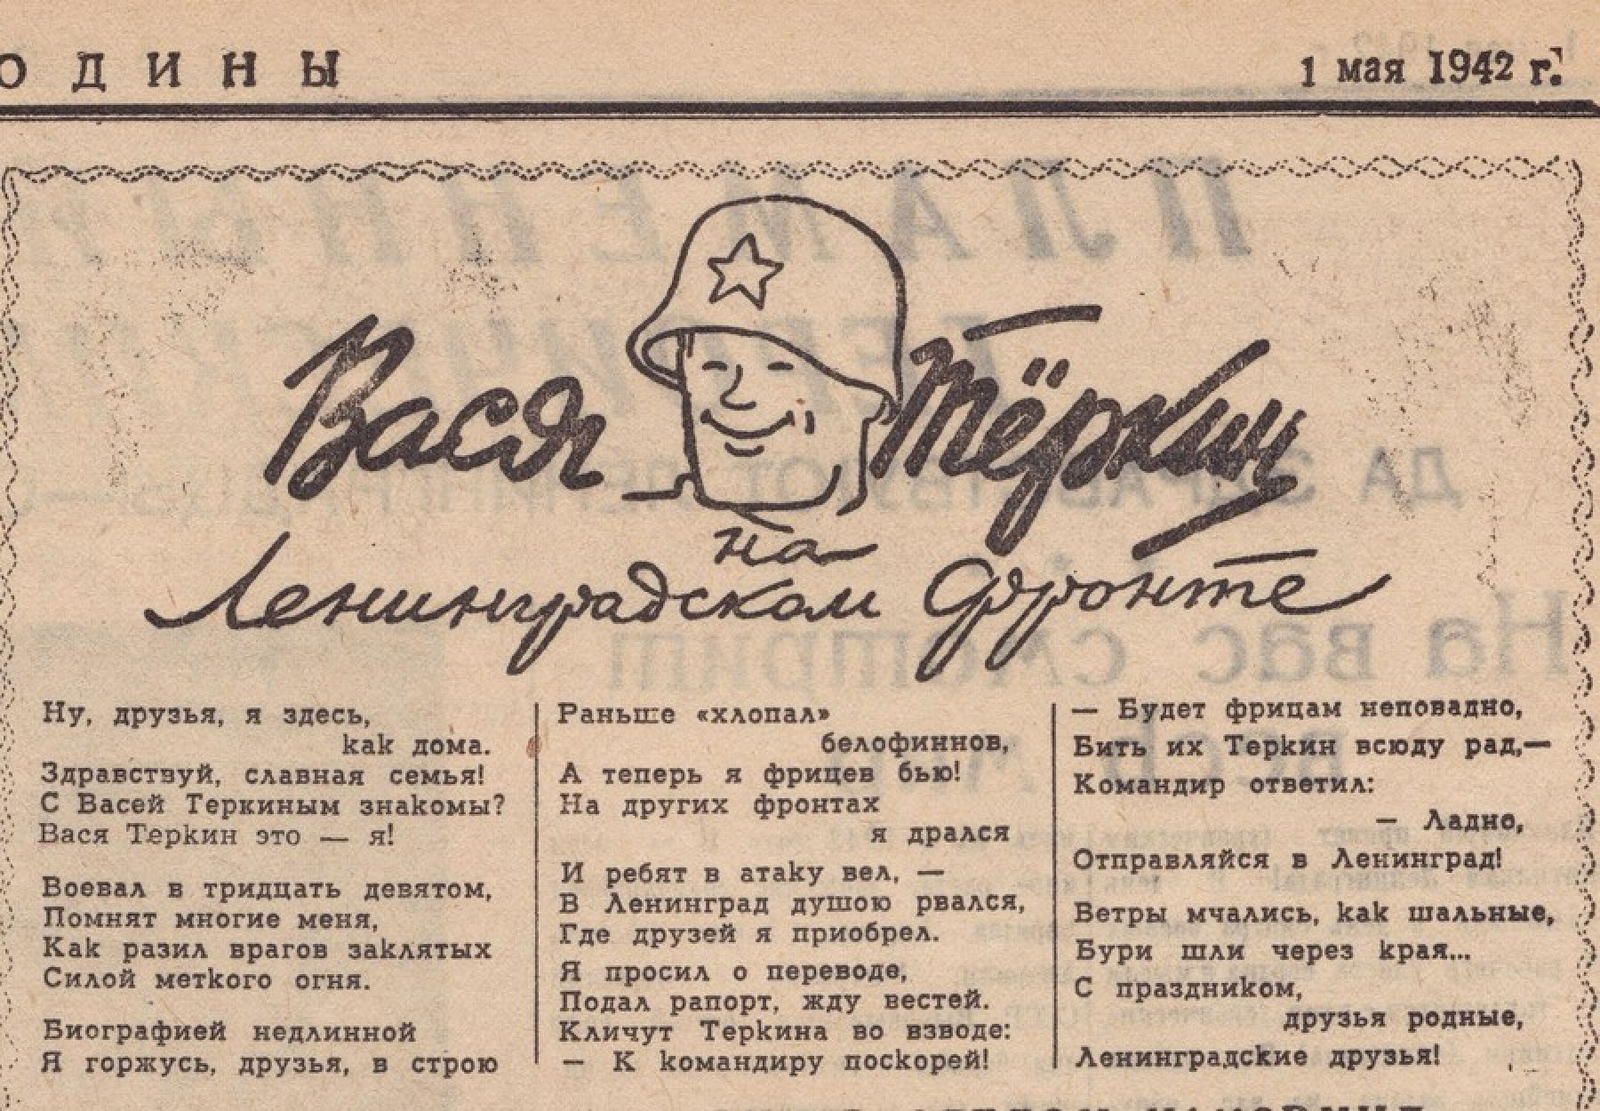 ОДИНЫ
1 мая 1942 г.
Вася Тёркин
на
Ленинградском фронте
Ну, друзья, я здесь,
как дома.
Здравствуй, славная семья!
С Васей Теркиным знакомы?
Вася Теркин это — я!
Воевал в тридцать девятом,
Помнят многие меня,
Как разил врагов заклятых
Силой меткого огня.
Биографией недлинной
Я горжусь, друзья, в строю
Раньше «хлопал»
белофиннов,
А теперь я фрицев бью!
На других фронтах
я дрался
И ребят в атаку вел, —
В Ленинград душою рвался,
Где друзей я приобрел.
Я просил о переводе,
Подал рапорт, жду вестей.
Кличут Теркина во взводе:
— К командиру поскорей!
— Будет фрицам неповадно,
Бить их Теркин всюду рад,—
Командир ответил:
— Ладно,
Отправляйся в Ленинград!
Ветры мчались, как шальные,
Бури шли через края...
С праздником,
друзья родные,
Ленинградские друзья!